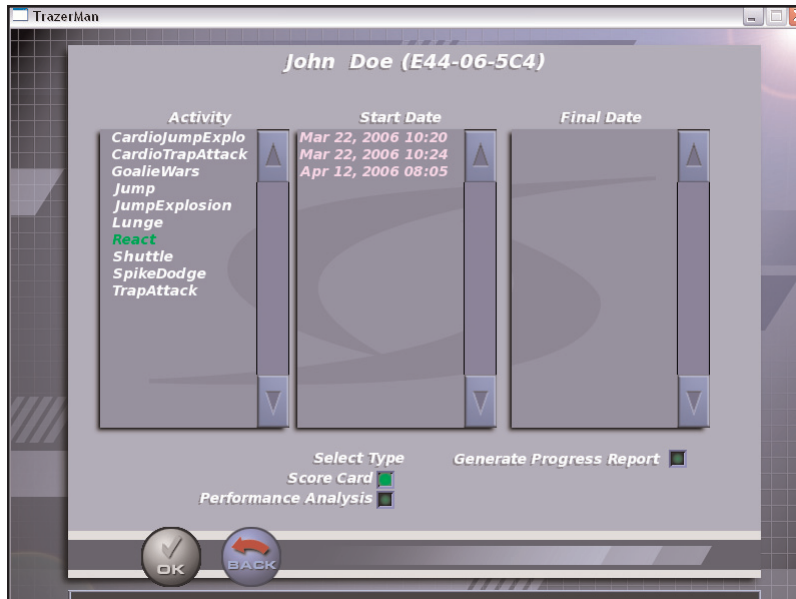 TrazerMan
John Doe (E44-06-5C4)
Activity
CardioJumpExplo
CardioTrapAttack
GoalieWars
Jump
JumpExplosion
Lunge
React
Shuttle
SpikeDodge
TrapAttack
Start Date
Mar 22, 2006 10:20
Mar 22, 2006 10:24
Apr 12, 2006 08:05
Final Date
Select Type
Score Card
Performance Analysis
Generate Progress Report
OK
BACK